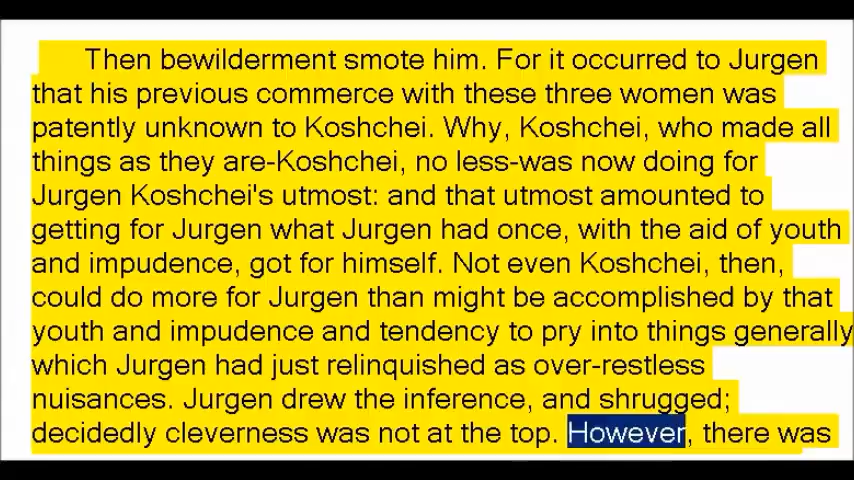 Then bewilderment smote him. For it occurred to Jurgen
that his previous commerce with these three women was
patently unknown to Koshchei. Why, Koshchei, who made all
things as they are-Koshchei, no less-was now doing for
Jurgen Koshchei's utmost: and that utmost amounted to
getting for Jurgen what Jurgen had once, with the aid of youth
and impudence, got for himself. Not even Koshchei, then,
could do more for Jurgen than might be accomplished by that
youth and impudence and tendency to pry into things generally
which Jurgen had just relinquished as over-restless
nuisances. Jurgen drew the inference, and shrugged;
decidedly cleverness was not at the top. However, there was